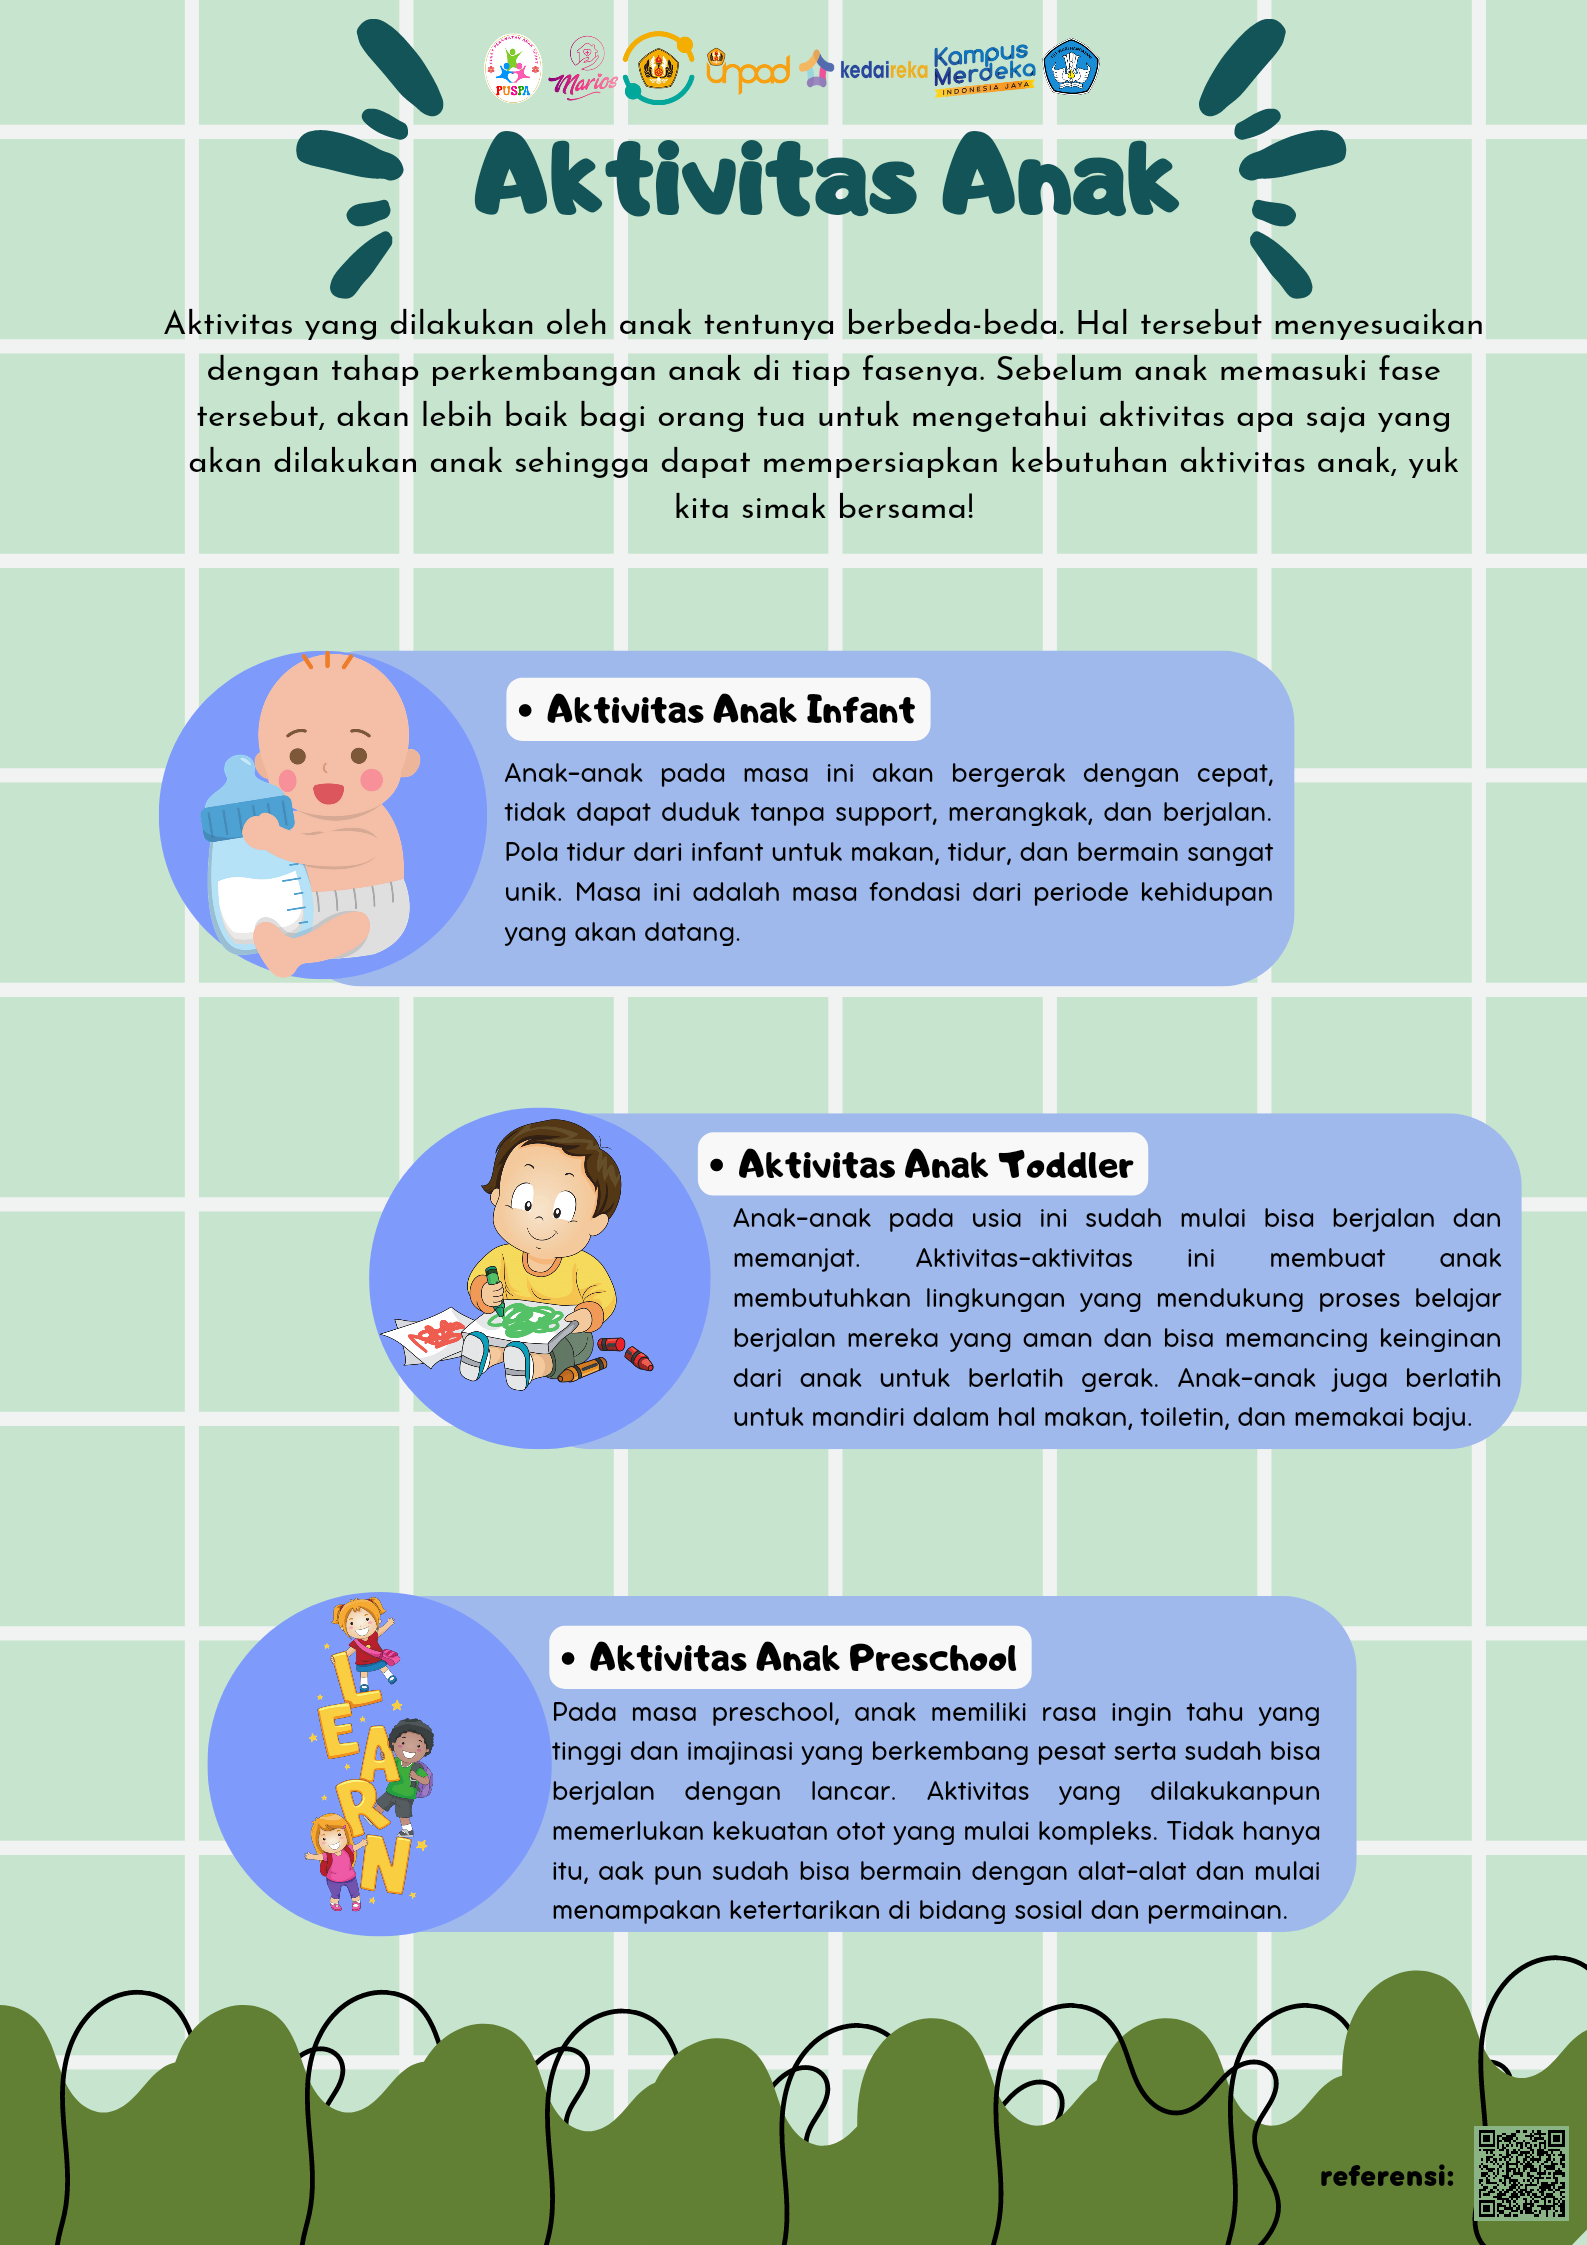 PUSPA
Marios
unpad
kedaireka
Kampus
Merdeka
INDONESIA JAYA
Aktivitas Anak
Aktivitas yang dilakukan oleh anak tentunya berbeda-beda. Hal tersebut menyesuaikan
dengan tahap perkembangan anak di tiap fasenya. Sebelum anak memasuki fase
tersebut, akan lebih baik bagi orang tua untuk mengetahui aktivitas apa saja yang
akan dilakukan anak sehingga dapat mempersiapkan kebutuhan aktivitas anak, yuk
kita simak bersama!
• Aktivitas Anak Infant
Anak-anak pada masa ini akan bergerak dengan cepat,
tidak dapat duduk tanpa support, merangkak, dan berjalan.
Pola tidur dari infant untuk makan, tidur, dan bermain sangat
unik. Masa ini adalah masa fondasi dari periode kehidupan
yang akan datang.
• Aktivitas Anak Toddler
Anak-anak pada usia ini sudah mulai bisa berjalan dan
memanjat. Aktivitas-aktivitas ini membuat anak
membutuhkan lingkungan yang mendukung proses belajar
berjalan mereka yang aman dan bisa memancing keinginan
dari anak untuk berlatih gerak. Anak-anak juga berlatih
untuk mandiri dalam hal makan, toiletin, dan memakai baju.
LEARN
• Aktivitas Anak Preschool
Pada masa preschool, anak memiliki rasa ingin tahu yang
tinggi dan imajinasi yang berkembang pesat serta sudah bisa
berjalan dengan lancar. Aktivitas yang dilakukanpun
memerlukan kekuatan otot yang mulai kompleks. Tidak hanya
itu, aak pun sudah bisa bermain dengan alat-alat dan mulai
menampakan ketertarikan di bidang sosial dan permainan.
referensi: